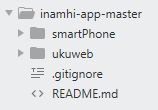 inamhi-app-master
smartPhone
ukuweb
.gitignore
README.md